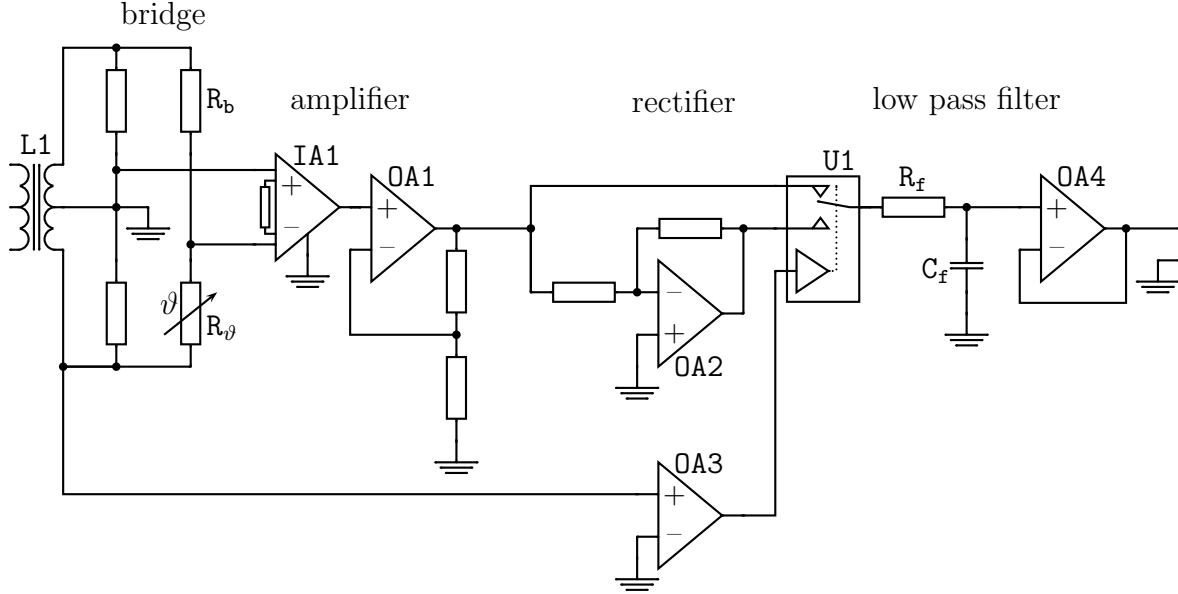 bridge
amplifier
rectifier
low pass filter
L1
R_b
IA1
+
−
OA1
+
−
U1
R_f
OA4
+
−
ϑ
R_ϑ
−
+
OA2
C_f
OA3
+
−